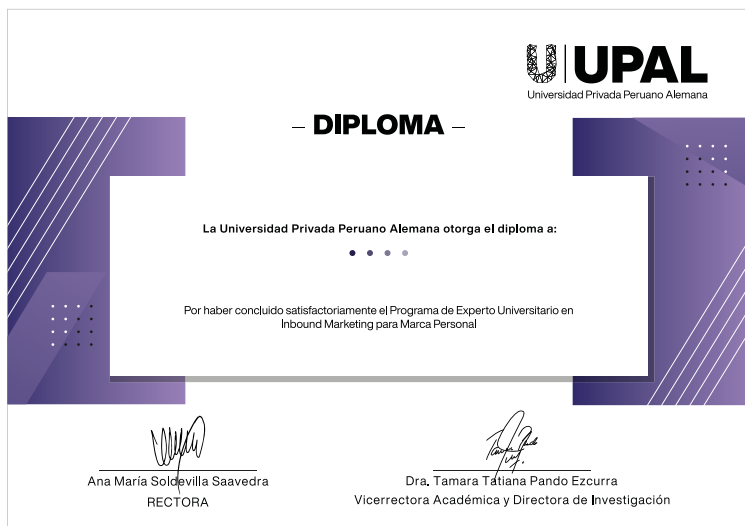 UPAL
Universidad Privada Peruano Alemana
– DIPLOMA –
La Universidad Privada Peruano Alemana otorga el diploma a:
Por haber concluido satisfactoriamente el Programa de Experto Universitario en
Inbound Marketing para Marca Personal
Ana María Soldevilla Saavedra
RECTORA
Dra. Tamara Tatiana Pando Ezcurra
Vicerrectora Académica y Directora de Investigación